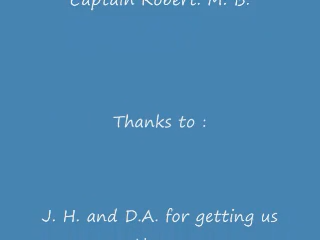 Captain Robert. M. B.
Thanks to :
J. H. and D.A. for getting us